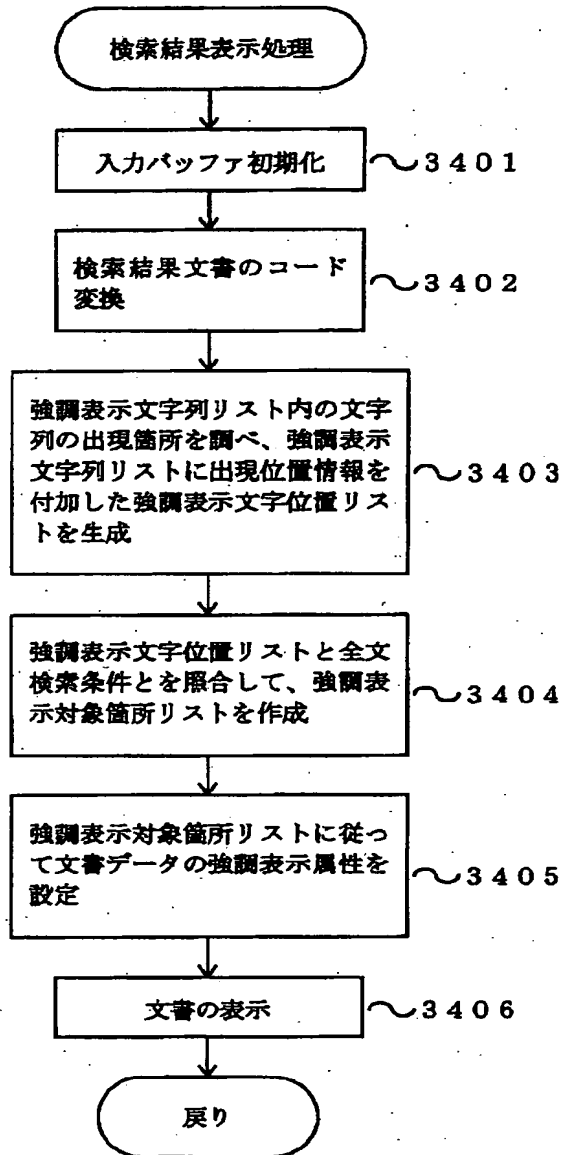 検索結果表示処理
入力バッファ初期化
3401
検索結果文書のコード
変換
3402
強調表示文字列リスト内の文字
列の出現箇所を調べ、強調表示
文字列リストに出現位置情報を
付加した強調表示文字位置リス
トを生成
3403
強調表示文字位置リストと全文
検索条件とを照合して、強調表
示対象箇所リストを作成
3404
強調表示対象箇所リストに従っ
て文書データの強調表示属性を
設定
3405
文書の表示
3406
戻り